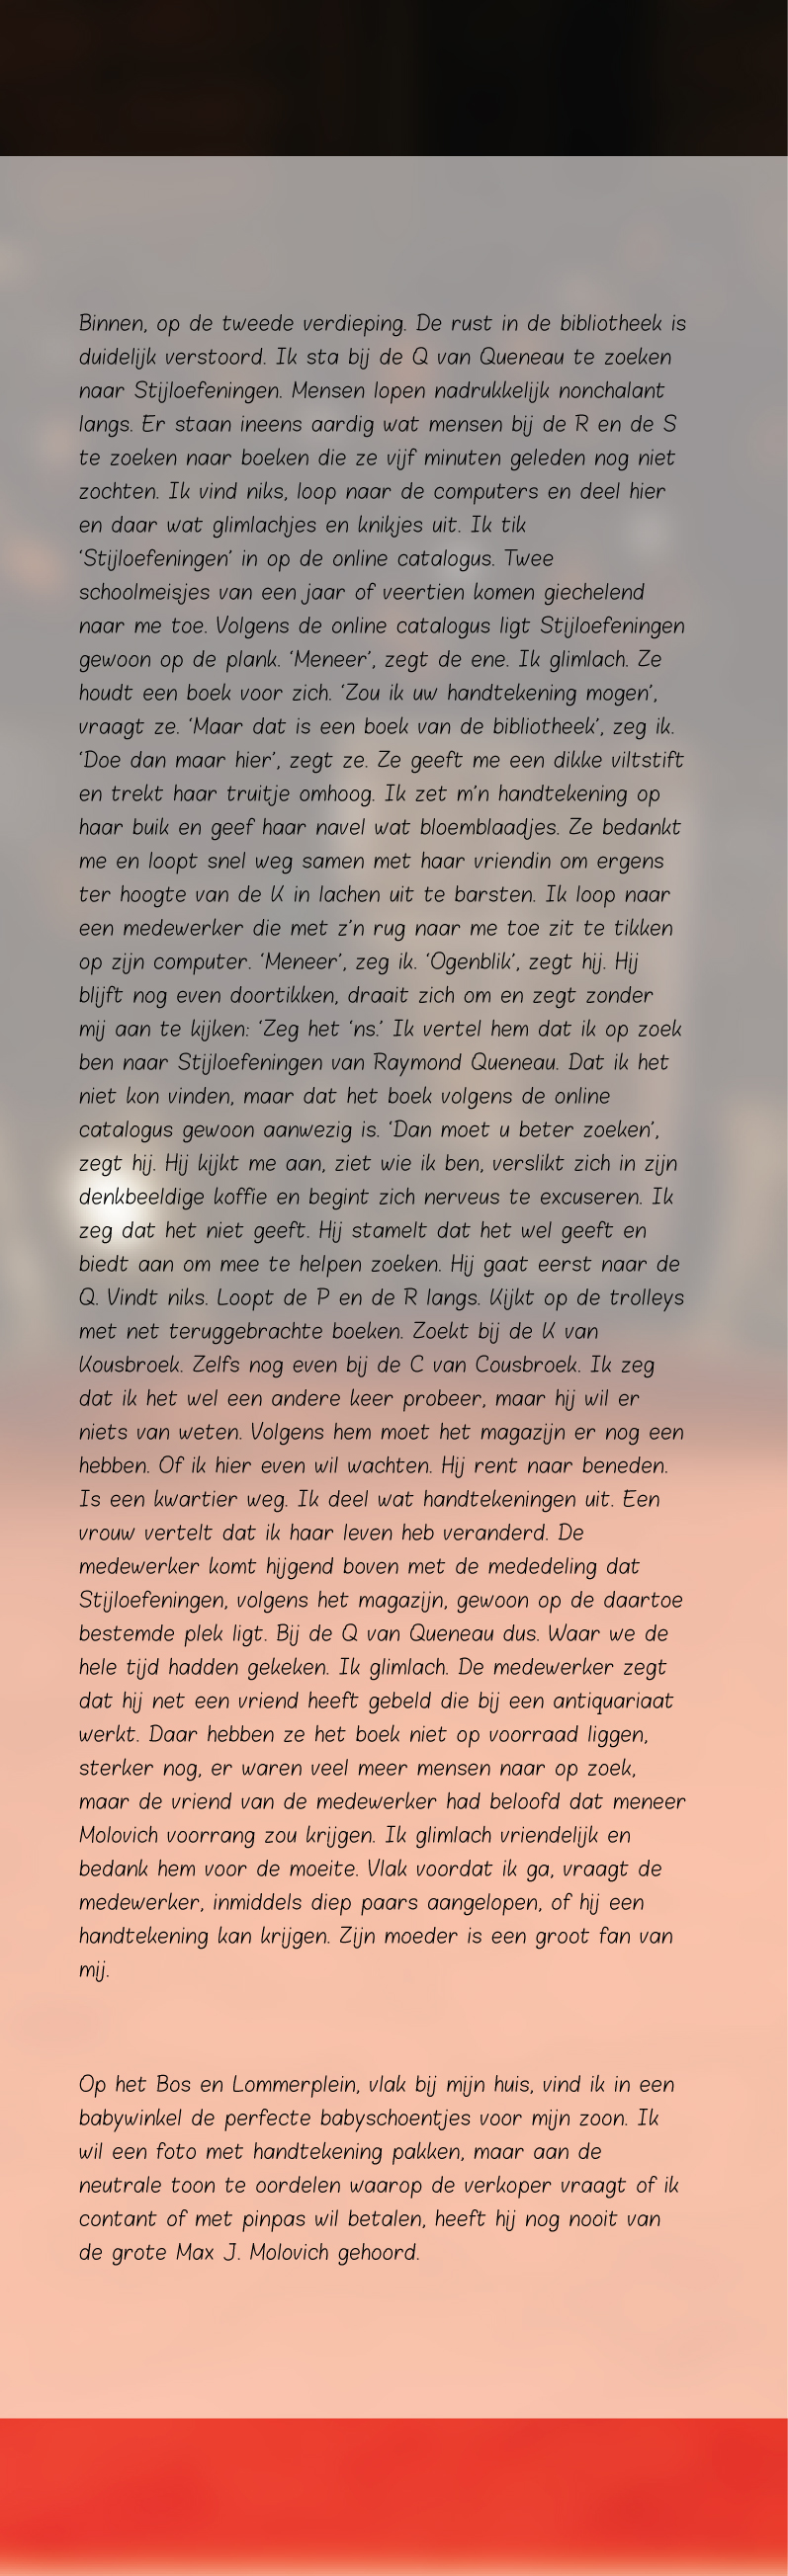 Binnen, op de tweede verdieping. De rust in de bibliotheek is
duidelijk verstoord. Ik sta bij de Q van Queneau te zoeken
naar Stijloefeningen. Mensen lopen nadrukkelijk nonchalant
langs. Er staan ineens aardig wat mensen bij de R en de S
te zoeken naar boeken die ze vijf minuten geleden nog niet
zochten. Ik vind niks, loop naar de computers en deel hier
en daar wat glimlachjes en knikjes uit. Ik tik
‘Stijloefeningen’ in op de online catalogus. Twee
schoolmeisjes van een jaar of veertien komen giechelend
naar me toe. Volgens de online catalogus ligt Stijloefeningen
gewoon op de plank. ‘Meneer’, zegt de ene. Ik glimlach. Ze
houdt een boek voor zich. ‘Zou ik uw handtekening mogen’,
vraagt ze. ‘Maar dat is een boek van de bibliotheek’, zeg ik.
‘Doe dan maar hier’, zegt ze. Ze geeft me een dikke viltstift
en trekt haar truitje omhoog. Ik zet m’n handtekening op
haar buik en geef haar navel wat bloemblaadjes. Ze bedankt
me en loopt snel weg samen met haar vriendin om ergens
ter hoogte van de K in lachen uit te barsten. Ik loop naar
een medewerker die met z’n rug naar me toe zit te tikken
op zijn computer. ‘Meneer’, zeg ik. ‘Ogenblik’, zegt hij. Hij
blijft nog even doortikken, draait zich om en zegt zonder
mij aan te kijken: ‘Zeg het ‘ns.’ Ik vertel hem dat ik op zoek
ben naar Stijloefeningen van Raymond Queneau. Dat ik het
niet kon vinden, maar dat het boek volgens de online
catalogus gewoon aanwezig is. ‘Dan moet u beter zoeken’,
zegt hij. Hij kijkt me aan, ziet wie ik ben, verslikt zich in zijn
denkbeeldige koffie en begint zich nerveus te excuseren. Ik
zeg dat het niet geeft. Hij stamelt dat het wel geeft en
biedt aan om mee te helpen zoeken. Hij gaat eerst naar de
Q. Vindt niks. Loopt de P en de R langs. Kijkt op de trolleys
met net teruggebrachte boeken. Zoekt bij de K van
Kousbroek. Zelfs nog even bij de C van Cousbroek. Ik zeg
dat ik het wel een andere keer probeer, maar hij wil er
niets van weten. Volgens hem moet het magazijn er nog een
hebben. Of ik hier even wil wachten. Hij rent naar beneden.
Is een kwartier weg. Ik deel wat handtekeningen uit. Een
vrouw vertelt dat ik haar leven heb veranderd. De
medewerker komt hijgend boven met de mededeling dat
Stijloefeningen, volgens het magazijn, gewoon op de daartoe
bestemde plek ligt. Bij de Q van Queneau dus. Waar we de
hele tijd hadden gekeken. Ik glimlach. De medewerker zegt
dat hij net een vriend heeft gebeld die bij een antiquariaat
werkt. Daar hebben ze het boek niet op voorraad liggen,
sterker nog, er waren veel meer mensen naar op zoek,
maar de vriend van de medewerker had beloofd dat meneer
Molovich voorrang zou krijgen. Ik glimlach vriendelijk en
bedank hem voor de moeite. Vlak voordat ik ga, vraagt de
medewerker, inmiddels diep paars aangelopen, of hij een
handtekening kan krijgen. Zijn moeder is een groot fan van
mij.
Op het Bos en Lommerplein, vlak bij mijn huis, vind ik in een
babywinkel de perfecte babyschoentjes voor mijn zoon. Ik
wil een foto met handtekening pakken, maar aan de
neutrale toon te oordelen waarop de verkoper vraagt of ik
contant of met pinpas wil betalen, heeft hij nog nooit van
de grote Max J. Molovich gehoord.